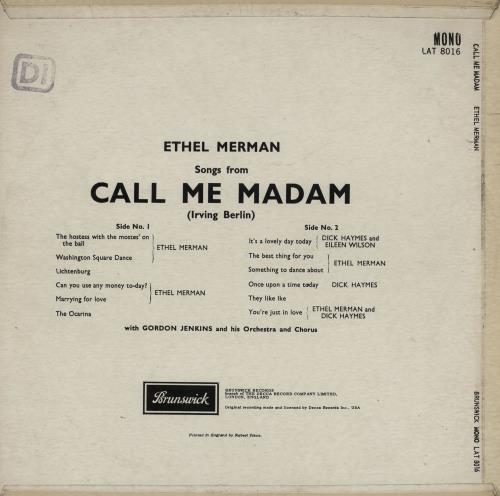 MONO
LAT 8016
DI
CALL ME MADAM ETHEL MERMAN
ETHEL MERMAN
Songs from
CALL ME MADAM
(Irving Berlin)
Side No. 1
The hostess with the mostes' on
the ball
ETHEL MERMAN
Washington Square Dance
Lichtenburg
Can you use any money to-day?
ETHEL MERMAN
Marrying for love
The Ocarina
Side No. 2
It's a lovely day today
DICK HAYMES and
EILEEN WILSON
The best thing for you
ETHEL MERMAN
Something to dance about
Once upon a time today DICK HAYMES
They like Ike
You're just in love
ETHEL MERMAN and
DICK HAYMES
with GORDON JENKINS and his Orchestra and Chorus
Brunswick
BRUNSWICK RECORDS
branch of THE DECCA RECORD COMPANY LIMITED,
LONDON, ENGLAND
Original recording made and licensed by Decca Records Inc., USA
Printed in England by Robert Stace.
BRUNSWICK MONO LAT 8016